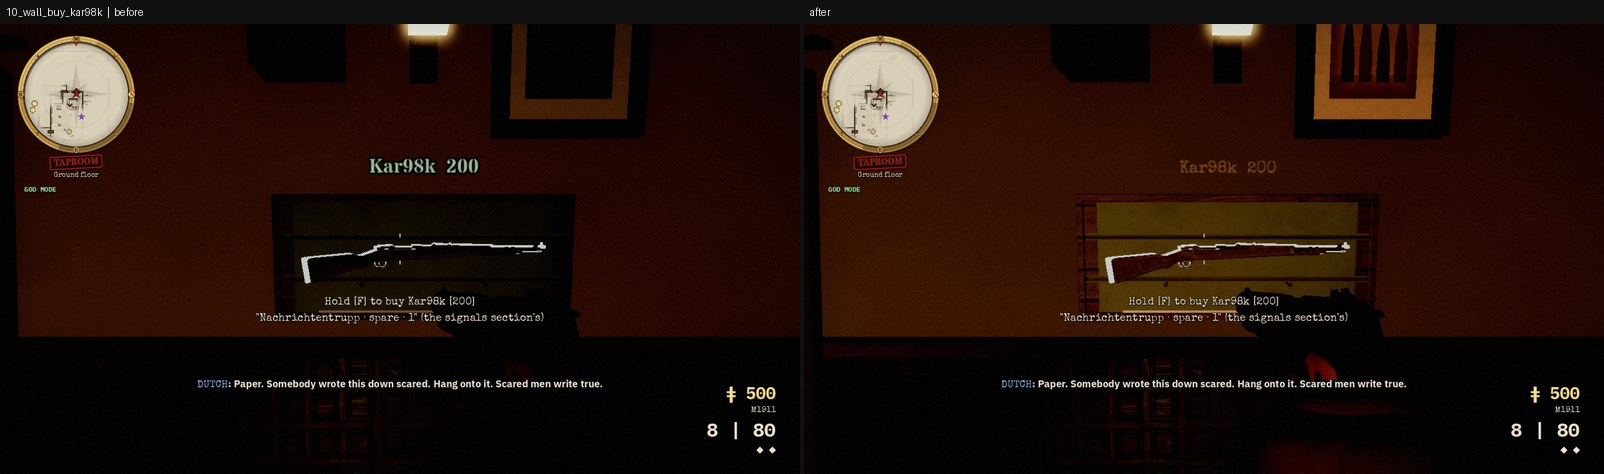 10_wall_buy_kar98k | before
TAPROOM
Ground floor
GOD MODE
Kar98k 200
Hold [F] to buy Kar98k [200]
"Nachrichtentrupp · spare · 1" (the signals section's)
DUTCH: Paper. Somebody wrote this down scared. Hang onto it. Scared men write true.
500
M1911
8 | 80
after
TAPROOM
Ground floor
GOD MODE
Kar98k 200
Hold [F] to buy Kar98k [200]
"Nachrichtentrupp · spare · 1" (the signals section's)
DUTCH: Paper. Somebody wrote this down scared. Hang onto it. Scared men write true.
500
M1911
8 | 80